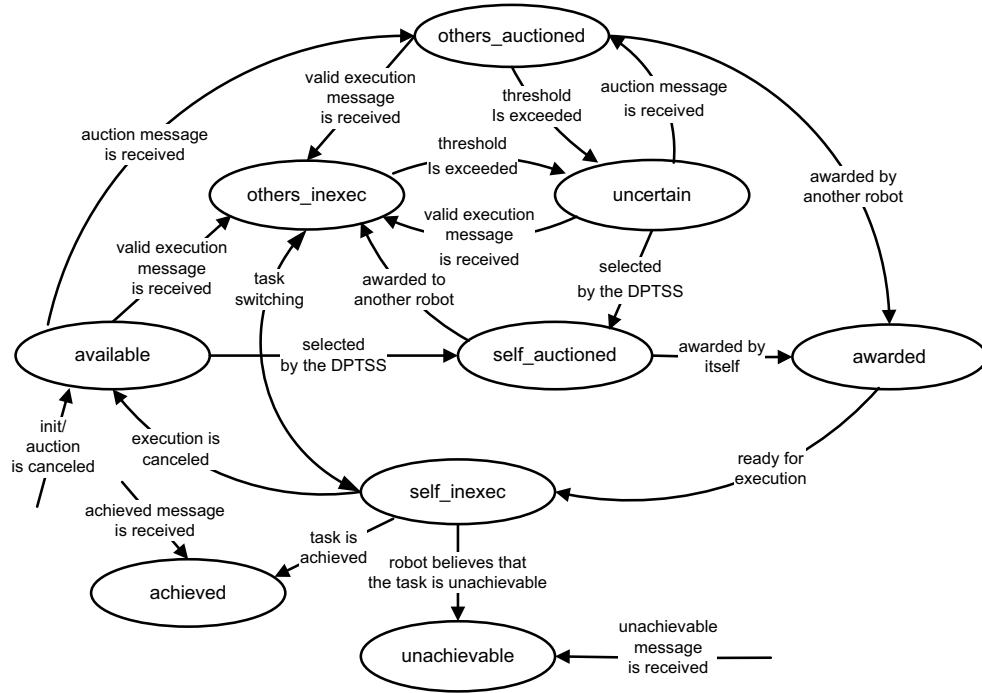 others_auctioned
valid execution
message
is received
threshold
Is exceeded
auction message
is received
auction message
is received
threshold
Is exceeded
awarded by
another robot
others_inexec
uncertain
valid execution
message
is received
valid execution
message
is received
task
switching
awarded to
another robot
selected
by the DPTSS
available
selected
by the DPTSS
self_auctioned
awarded by
itself
awarded
init/
auction
is canceled
execution is
canceled
ready for
execution
self_inexec
achieved message
is received
task is
achieved
robot believes that
the task is unachievable
achieved
unachievable
message
is received
unachievable